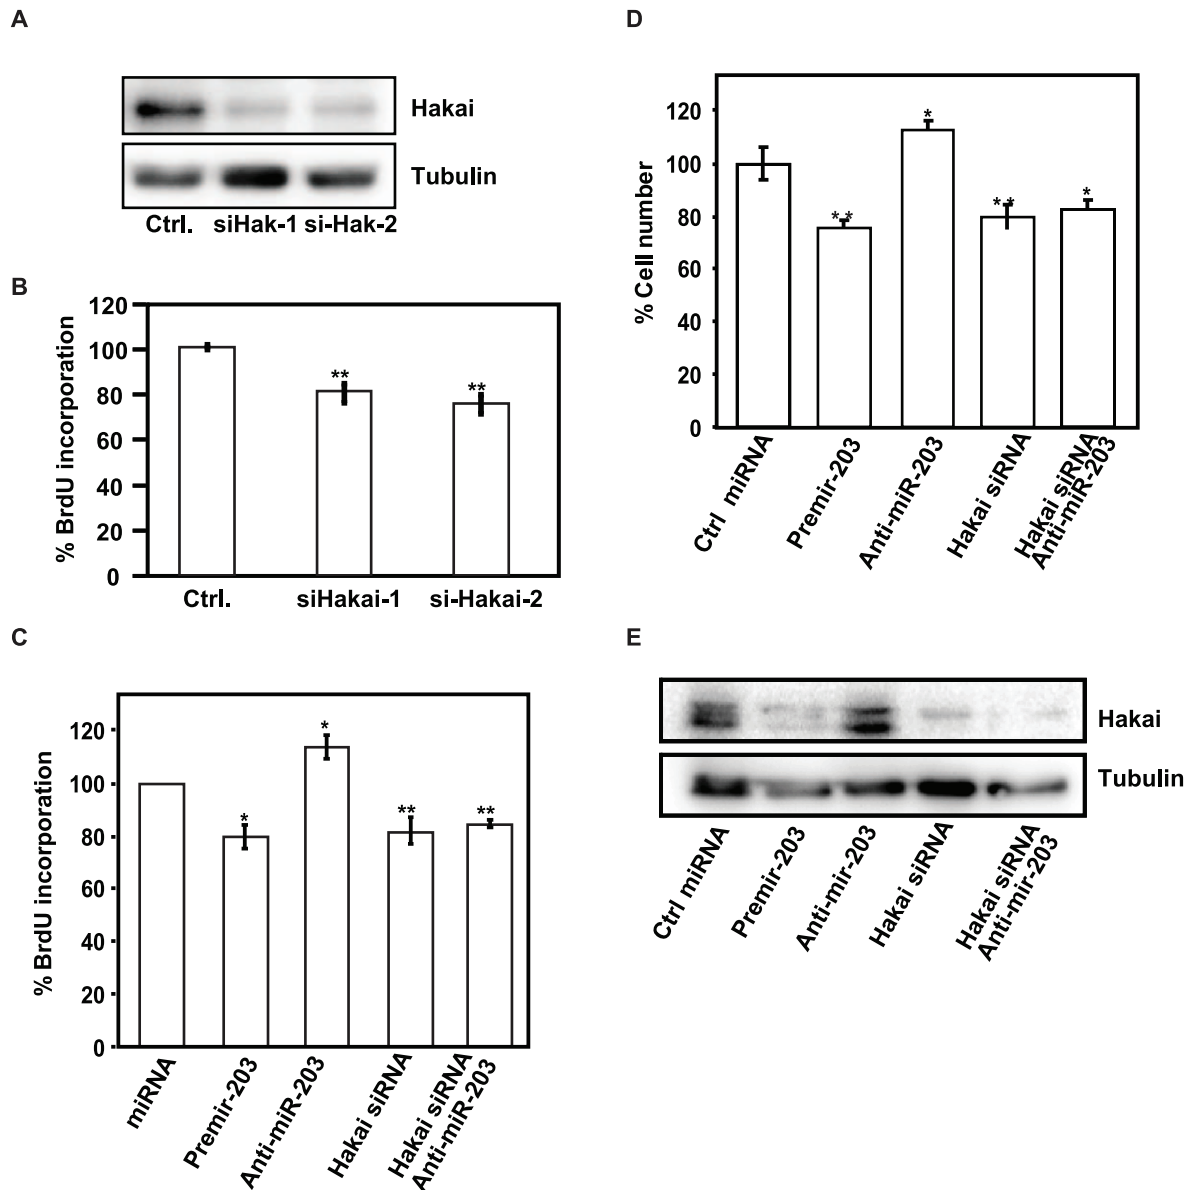 A
Hakai
Tubulin
Ctrl. siHak-1 si-Hak-2
B
% BrdU incorporation
120
100
80
60
40
20
0
**
**
Ctrl. siHakai-1 si-Hakai-2
C
% BrdU incorporation
120
100
80
60
40
20
0
*
*
**
**
miRNA
Premir-203
Anti-miR-203
Hakai siRNA
Hakai siRNA
Anti-miR-203
D
% Cell number
120
100
80
60
40
20
0
**
*
**
*
Ctrl miRNA
Premir-203
Anti-miR-203
Hakai siRNA
Hakai siRNA
Anti-miR-203
E
Hakai
Tubulin
Ctrl miRNA
Premir-203
Anti-mir-203
Hakai siRNA
Hakai siRNA
Anti-mir-203